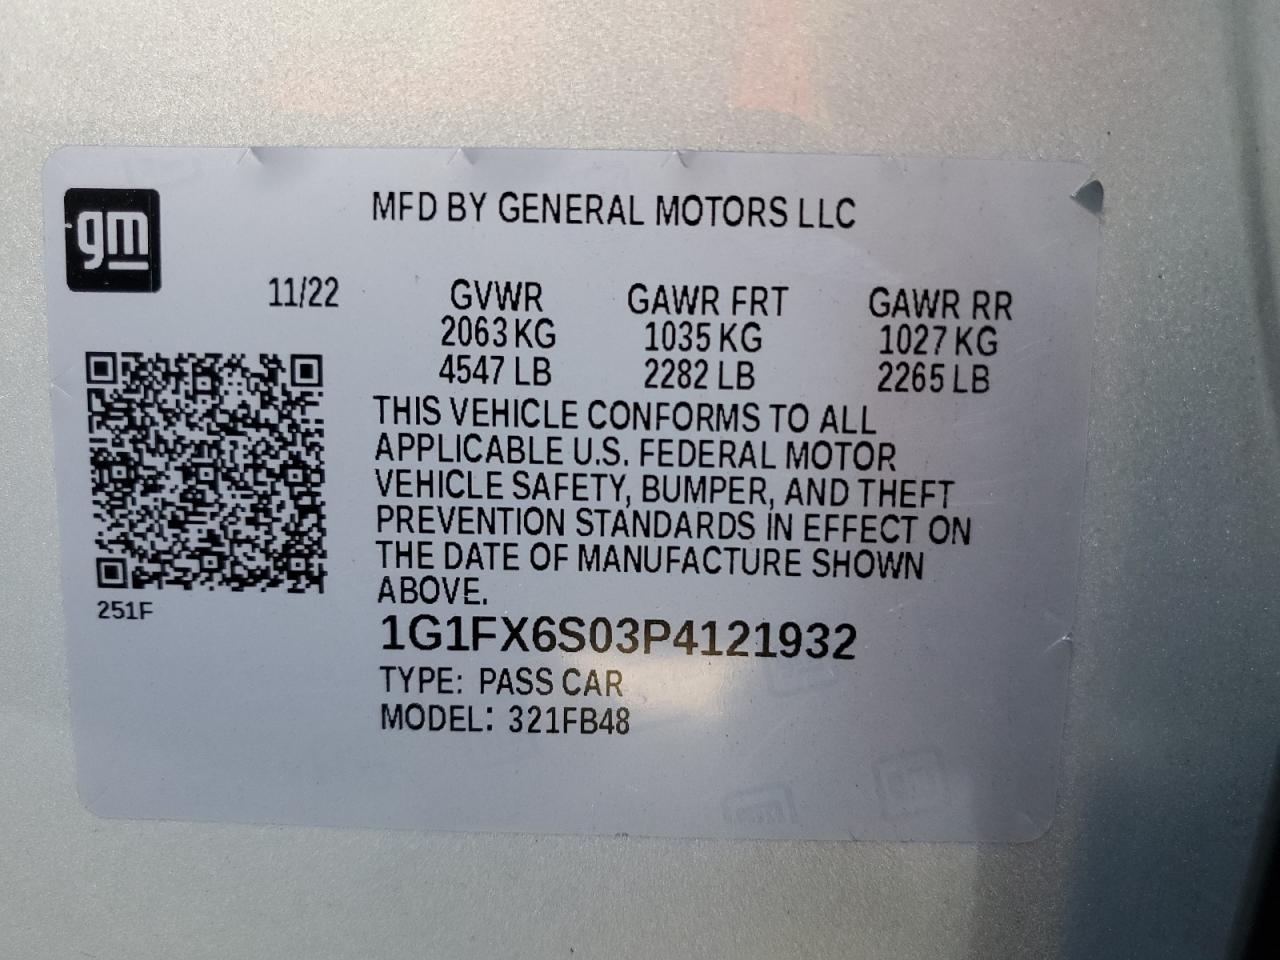 gm
MFD BY GENERAL MOTORS LLC
11/22 GVWR GAWR FRT GAWR RR
2063 KG 1035 KG 1027 KG
4547 LB 2282 LB 2265 LB
THIS VEHICLE CONFORMS TO ALL
APPLICABLE U.S. FEDERAL MOTOR
VEHICLE SAFETY, BUMPER, AND THEFT
PREVENTION STANDARDS IN EFFECT ON
THE DATE OF MANUFACTURE SHOWN
ABOVE.
251F
1G1FX6S03P4121932
TYPE: PASS CAR
MODEL: 321FB48